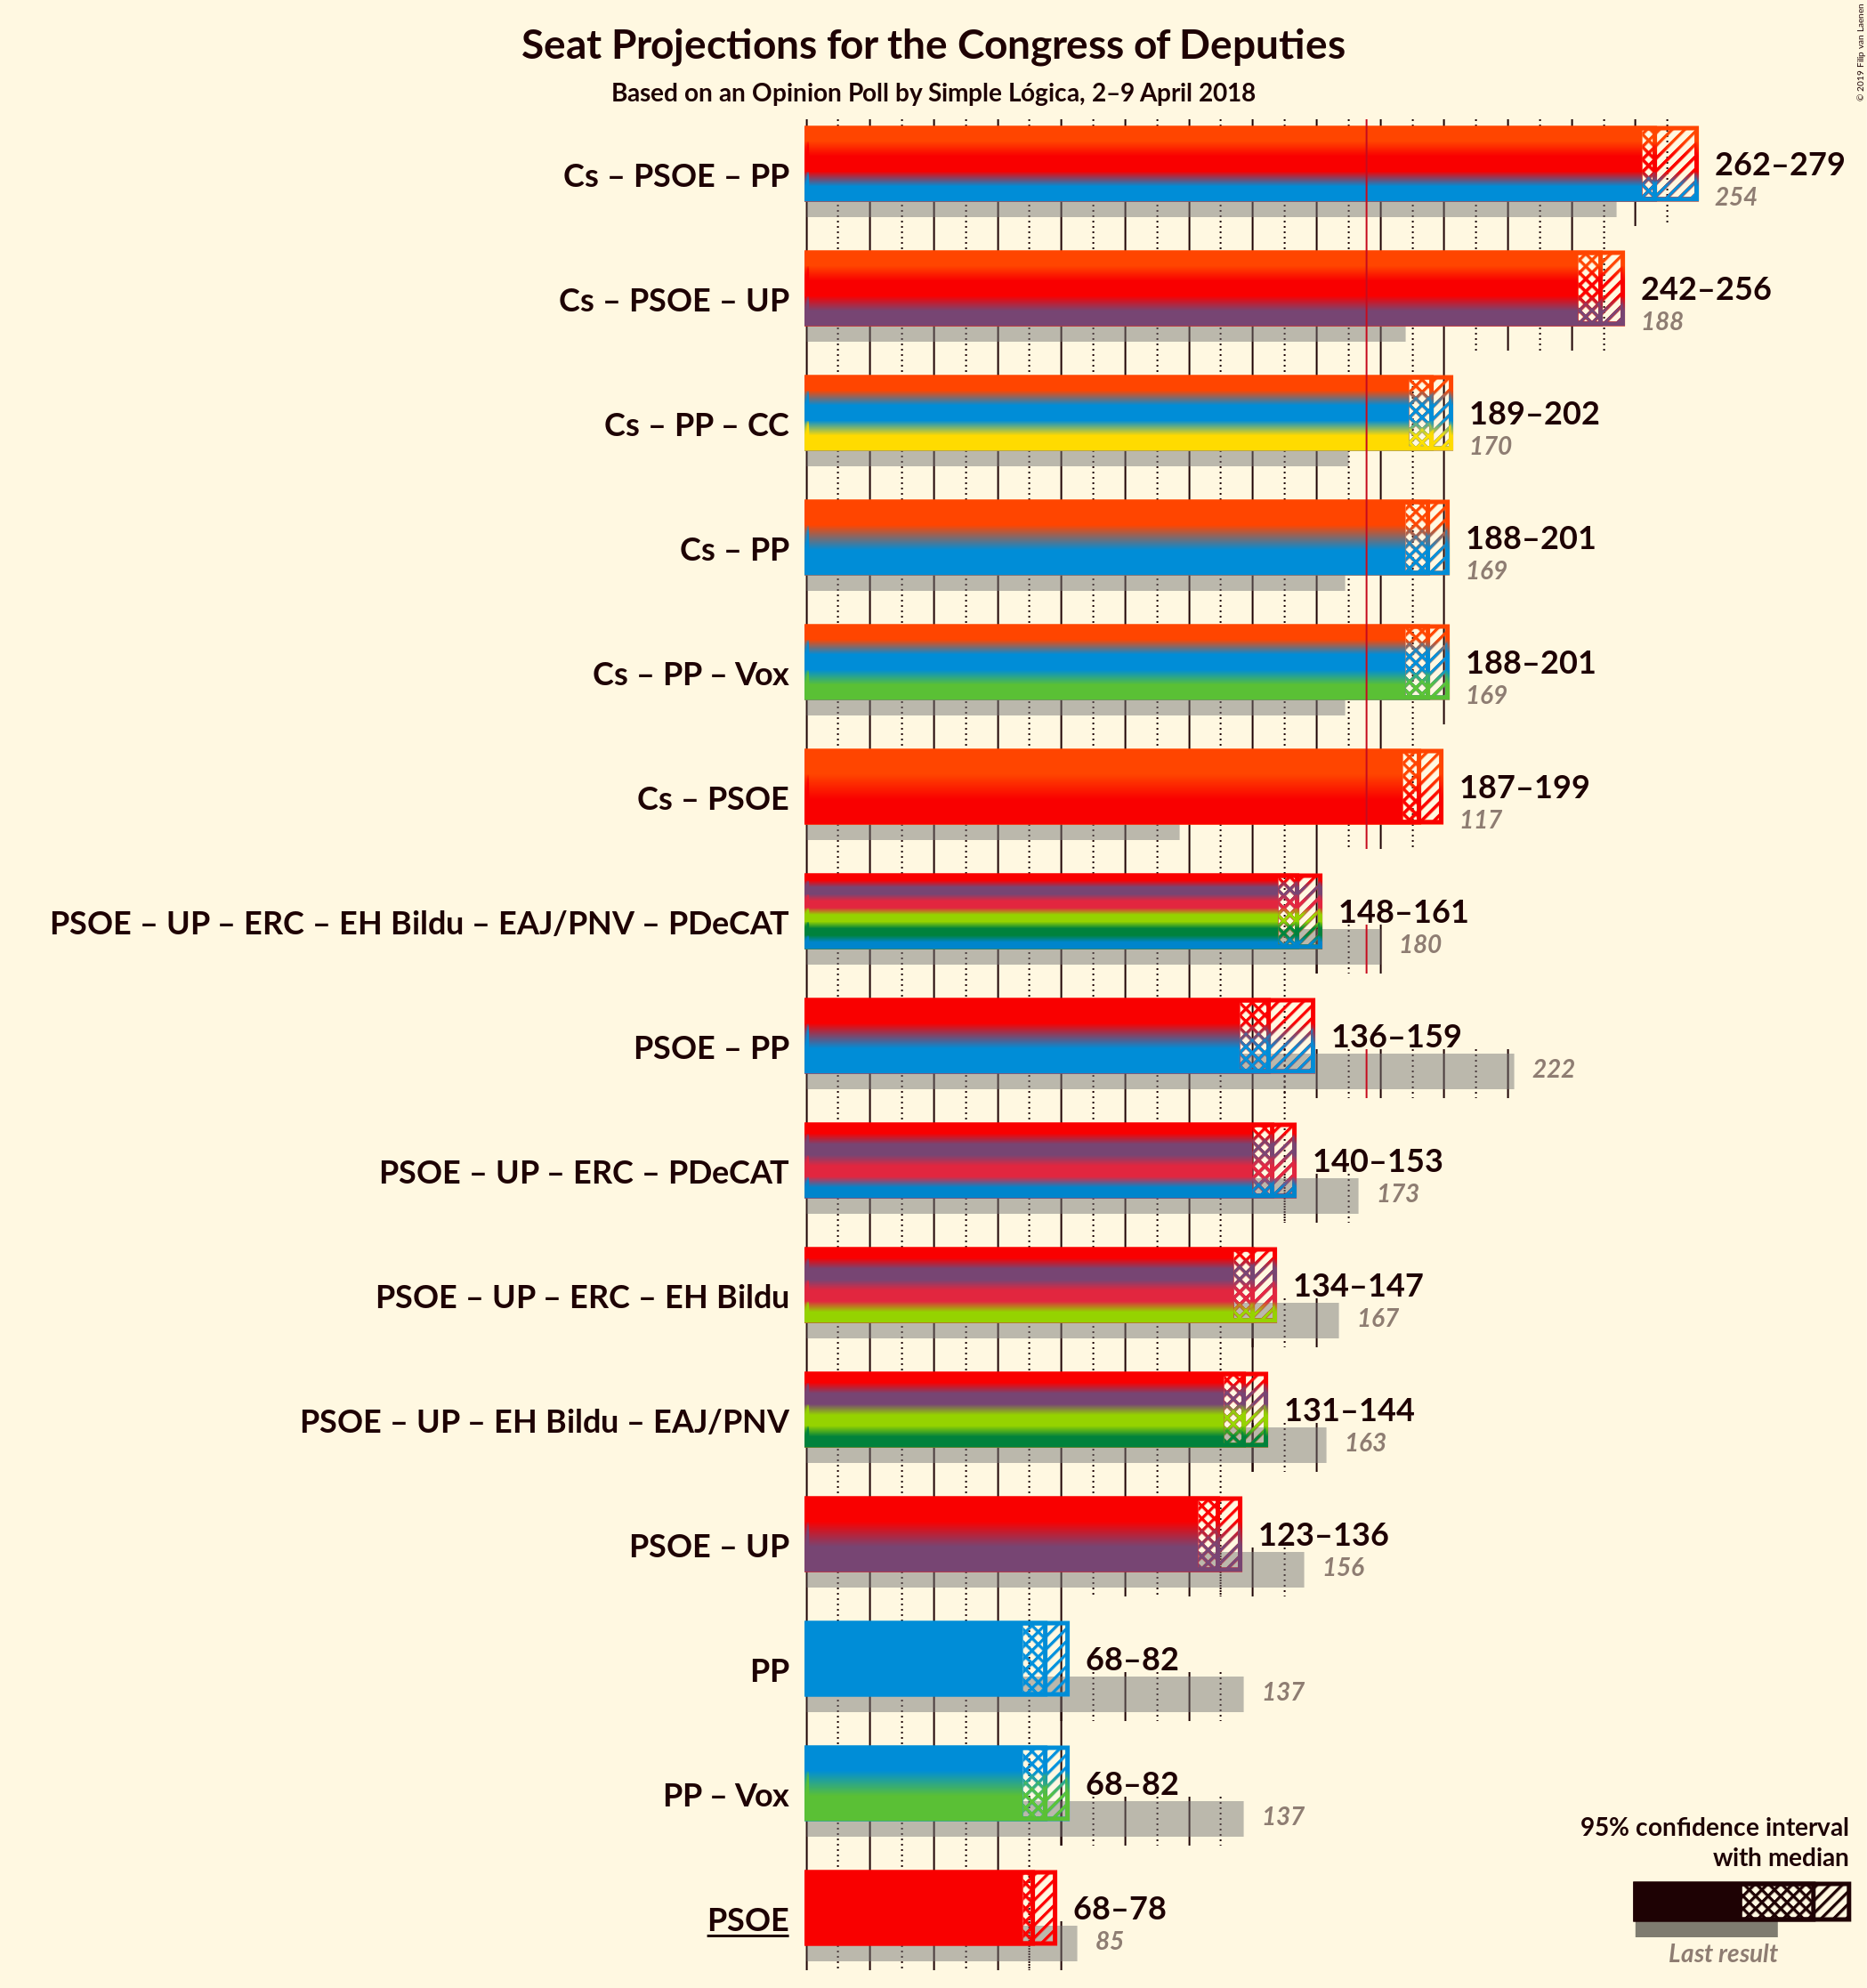 © 2019 Filip van Laenen
Seat Projections for the Congress of Deputies
Based on an Opinion Poll by Simple Lógica, 2–9 April 2018
Cs – PSOE – PP
262–279
254
Cs – PSOE – UP
242–256
188
Cs – PP – CC
189–202
170
Cs – PP
188–201
169
Cs – PP – Vox
188–201
169
Cs – PSOE
187–199
117
PSOE – UP – ERC – EH Bildu – EAJ/PNV – PDeCAT
148–161
180
PSOE – PP
136–159
222
PSOE – UP – ERC – PDeCAT
140–153
173
PSOE – UP – ERC – EH Bildu
134–147
167
PSOE – UP – EH Bildu – EAJ/PNV
131–144
163
PSOE – UP
123–136
156
PP
68–82
137
PP – Vox
68–82
137
PSOE
68–78
85
95% confidence interval
with median
Last result